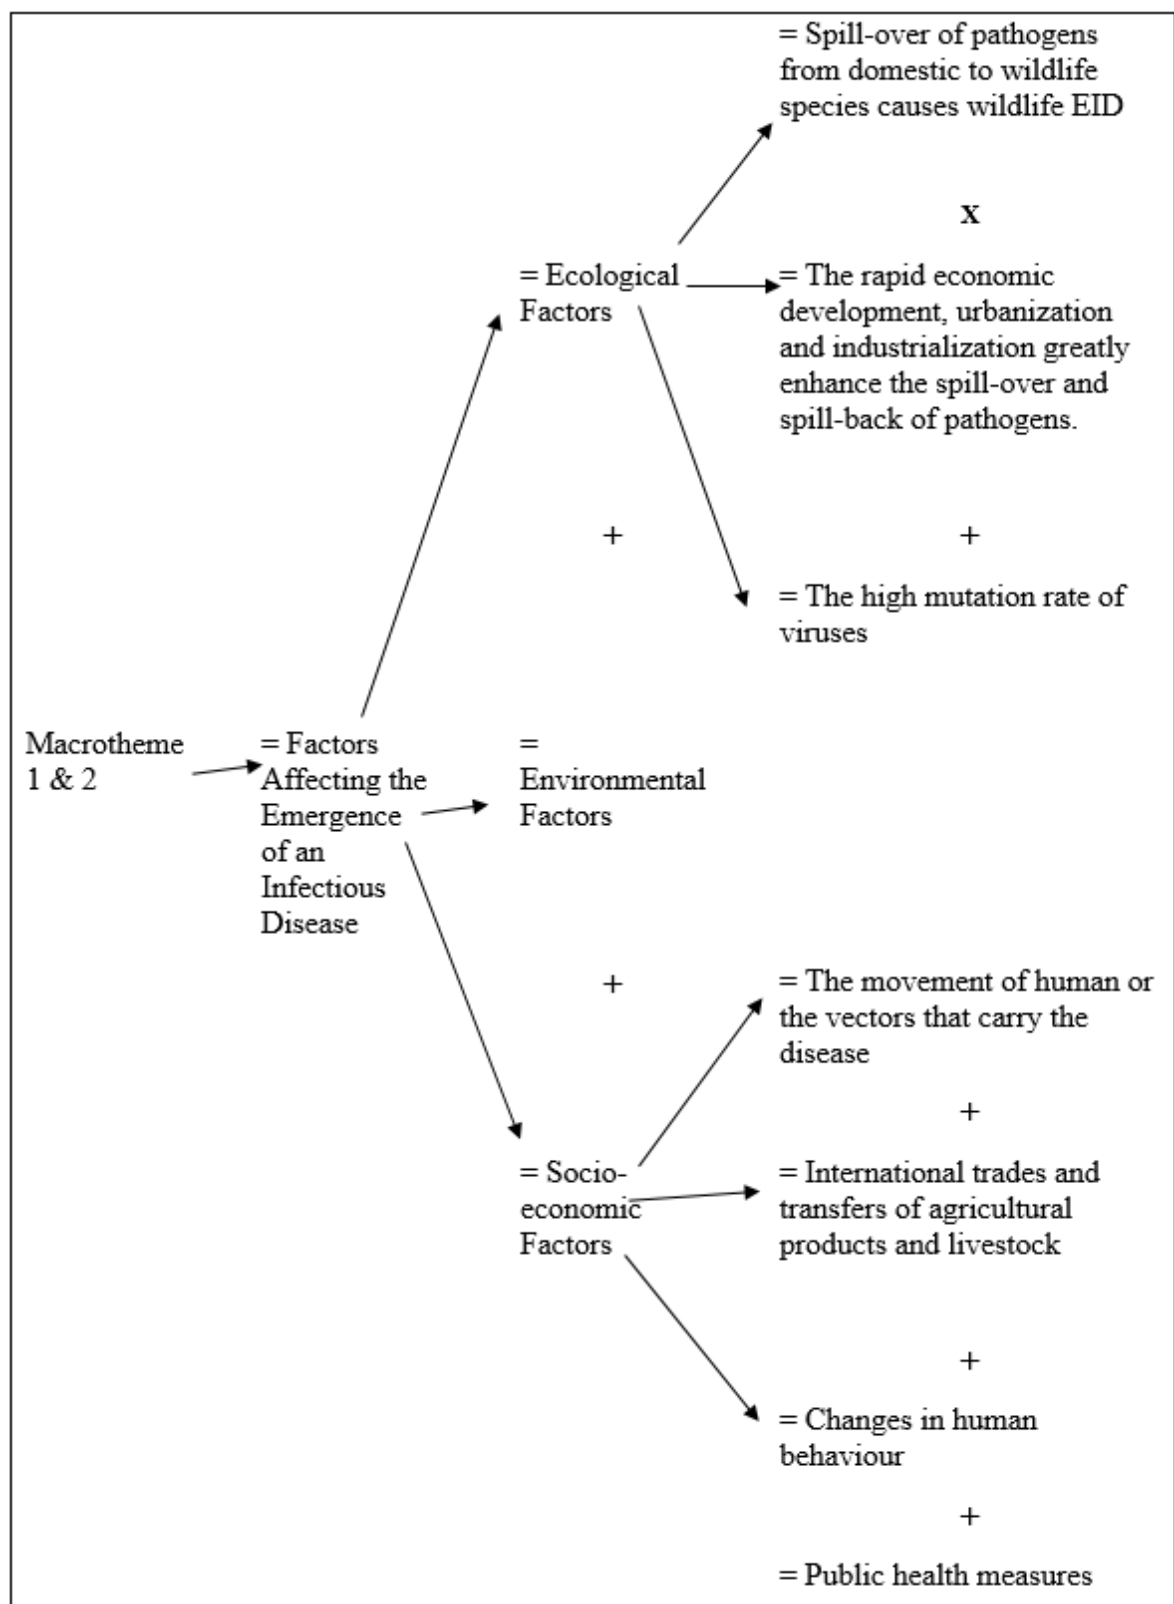 = Spill-over of pathogens
from domestic to wildlife
species causes wildlife EID
x
= Ecological
Factors
= The rapid economic
development, urbanization
and industrialization greatly
enhance the spill-over and
spill-back of pathogens.
+
+
= The high mutation rate of
viruses
Macrotheme
1 & 2
= Factors
Affecting the
Emergence
of an
Infectious
Disease
=
Environmental
Factors
+
= The movement of human or
the vectors that carry the
disease
+
= Socio-
economic
Factors
= International trades and
transfers of agricultural
products and livestock
+
= Changes in human
behaviour
+
= Public health measures